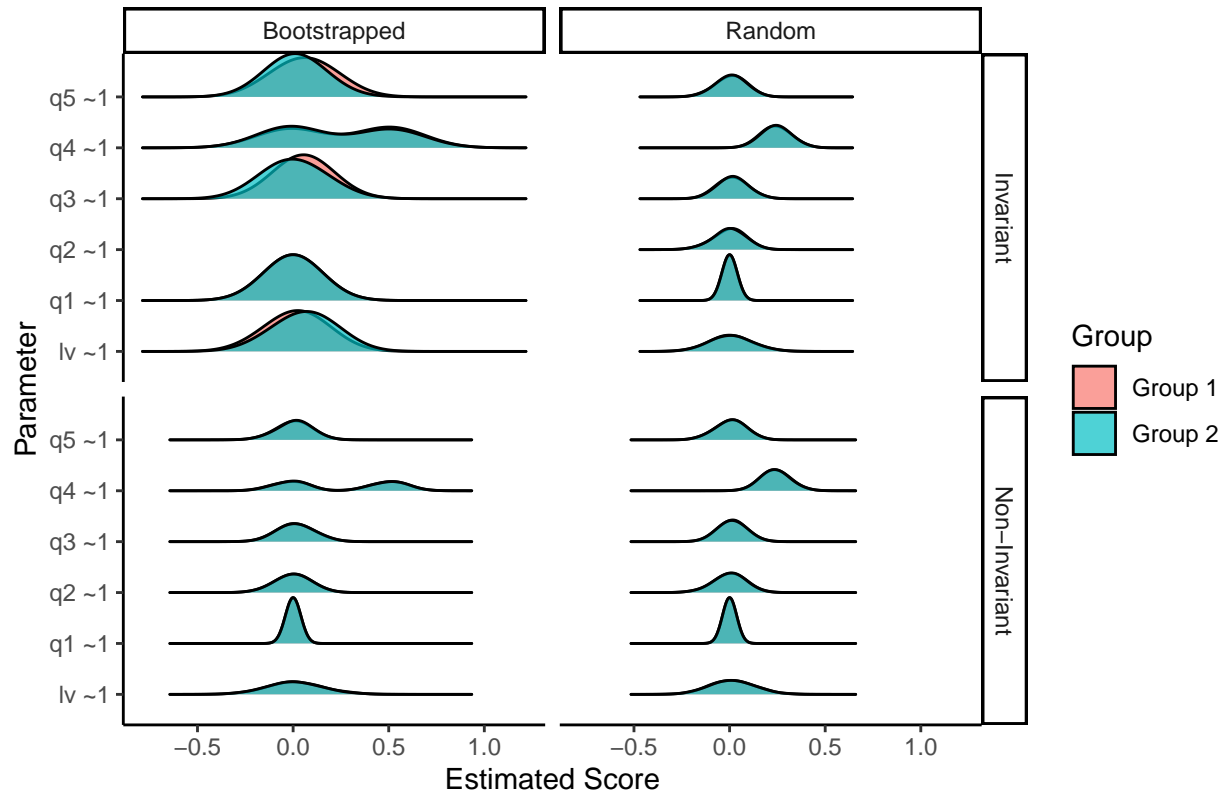 Bootstrapped
Random
Parameter
q5 ~1
q4 ~1
q3 ~1
q2 ~1
q1 ~1
lv ~1
Invariant
q5 ~1
q4 ~1
q3 ~1
q2 ~1
q1 ~1
lv ~1
Non−Invariant
−0.5 0.0 0.5 1.0
−0.5 0.0 0.5 1.0
Estimated Score
Group
Group 1
Group 2